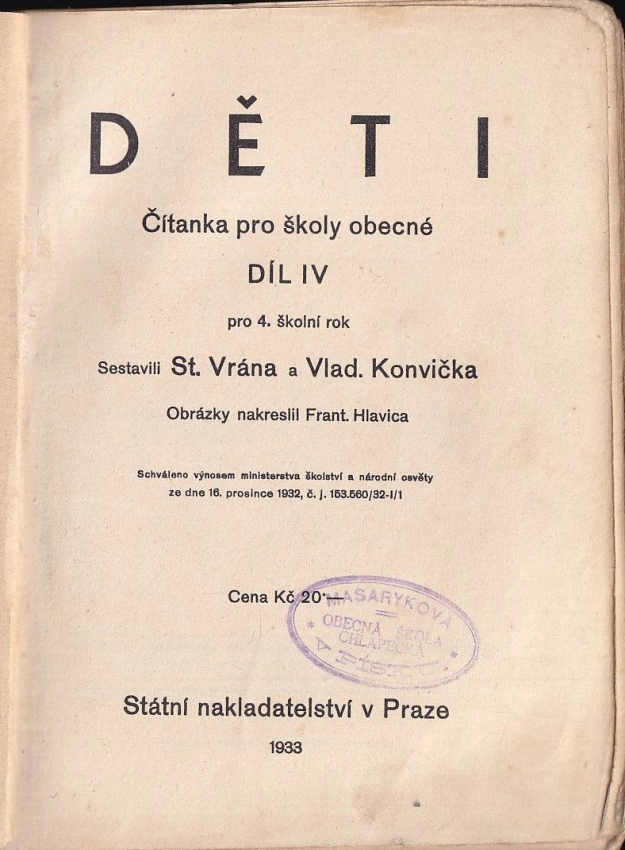 DĚTI
Čítanka pro školy obecné
DÍL IV
pro 4. školní rok
Sestavili St. Vrána a Vlad. Konvička
Obrázky nakreslil Frant. Hlavica
Schváleno výnosem ministerstva školství a národní osvěty
ze dne 16. prosince 1932, č. j. 153.560/32-I/1
Cena Kč 20·—
MASARYKOVA
* OBECNÁ ŠKOLA *
CHLAPECKÁ
Státní nakladatelství v Praze
1933